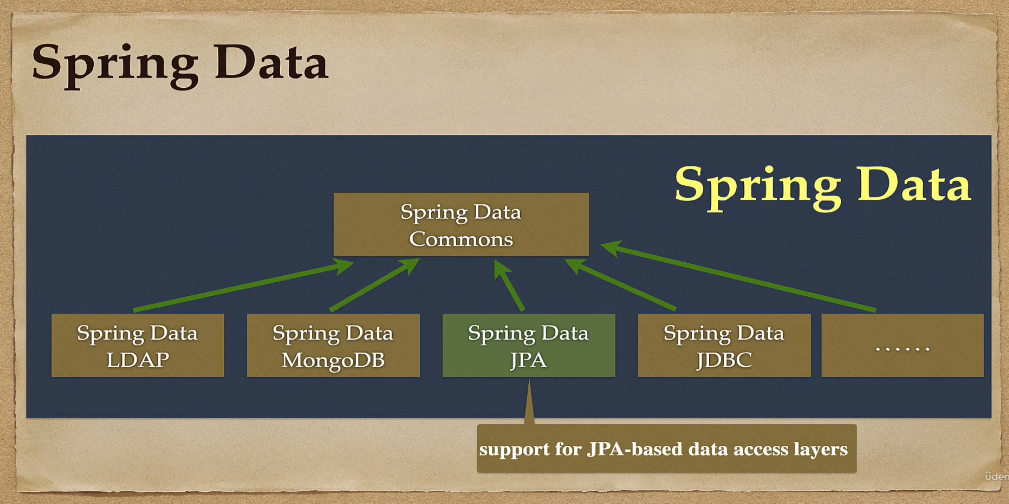 Spring Data
Spring Data
Spring Data
Commons
Spring Data
LDAP
Spring Data
MongoDB
Spring Data
JPA
Spring Data
JDBC
......
support for JPA-based data access layers